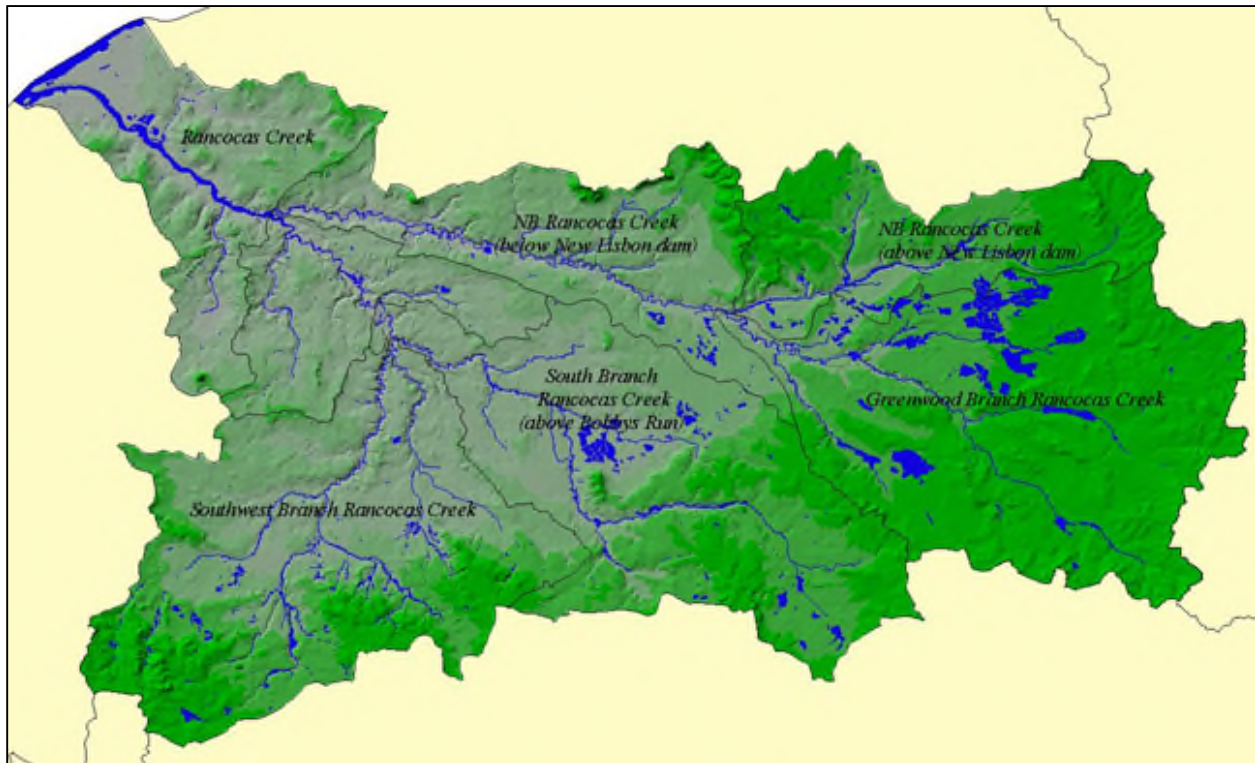 Rancocas Creek
NB Rancocas Creek
(below New Lisbon dam)
NB Rancocas Creek
(above New Lisbon dam)
South Branch
Rancocas Creek
(above Bobbys Run)
Greenwood Branch Rancocas Creek
Southwest Branch Rancocas Creek